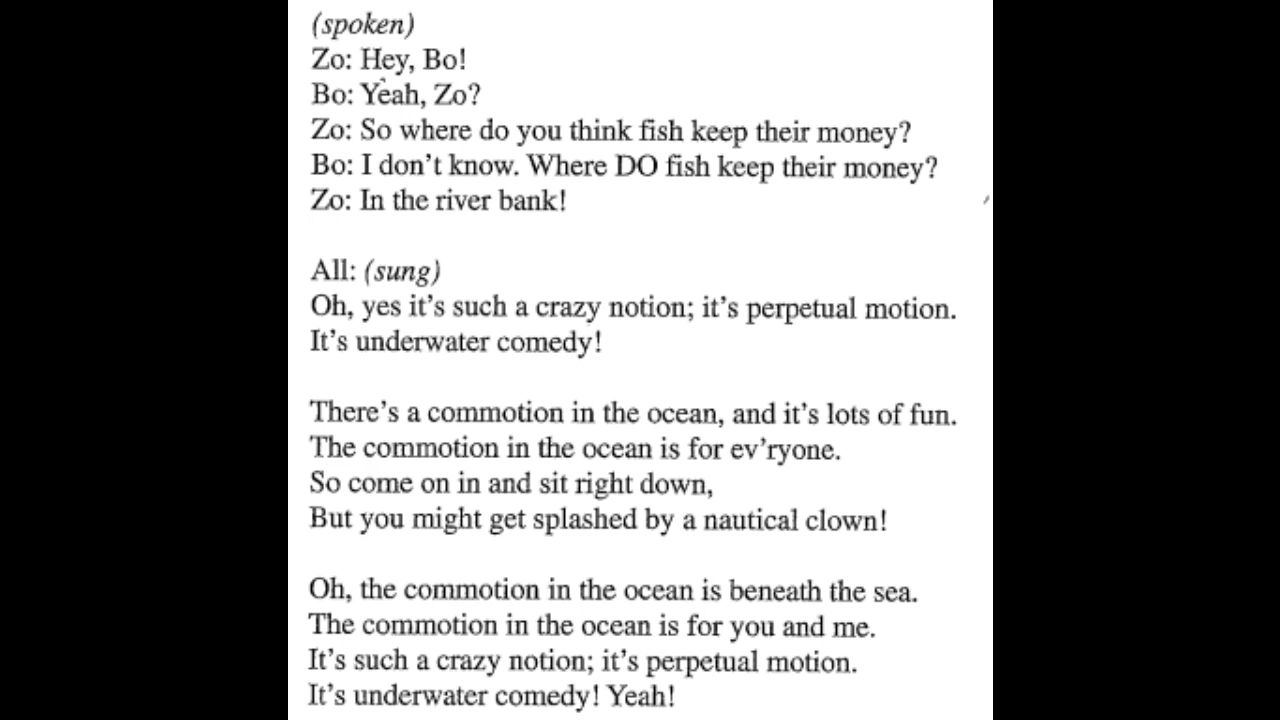 (spoken)
Zo: Hey, Bo!
Bo: Yeah, Zo?
Zo: So where do you think fish keep their money?
Bo: I don't know. Where DO fish keep their money?
Zo: In the river bank!
All: (sung)
Oh, yes it's such a crazy notion; it's perpetual motion.
It's underwater comedy!
There's a commotion in the ocean, and it's lots of fun.
The commotion in the ocean is for ev'ryone.
So come on in and sit right down,
But you might get splashed by a nautical clown!
Oh, the commotion in the ocean is beneath the sea.
The commotion in the ocean is for you and me.
It's such a crazy notion; it's perpetual motion.
It's underwater comedy! Yeah!